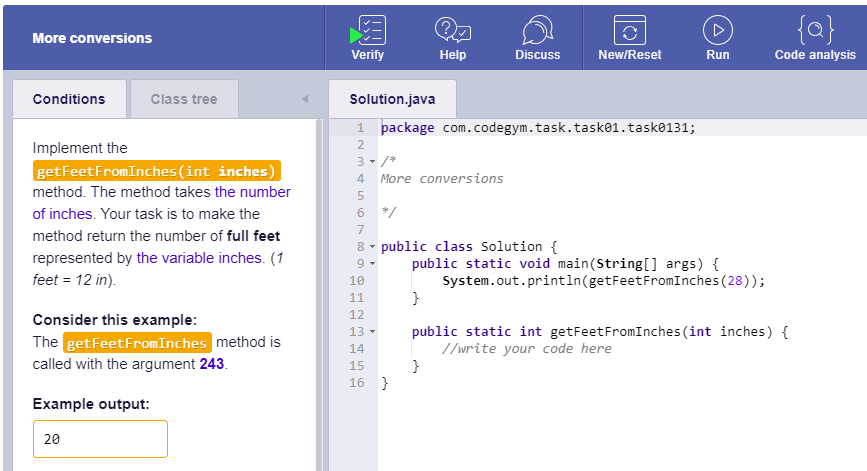 More conversions
Verify
Help
Discuss
New/Reset
Run
Code analysis
Conditions
Class tree
Implement the
getFeetFromInches(int inches)
method. The method takes the number
of inches. Your task is to make the
method return the number of full feet
represented by the variable inches. (1
feet = 12 in).
Consider this example:
The getFeetFromInches method is
called with the argument 243.
Example output:
20
Solution.java
1 package com.codegym.task.task01.task0131;
2
3 /*
4 More conversions
5
6 */
7
8 public class Solution {
9     public static void main(String[] args) {
10         System.out.println(getFeetFromInches(28));
11     }
12
13     public static int getFeetFromInches(int inches) {
14         //write your code here
15     }
16 }